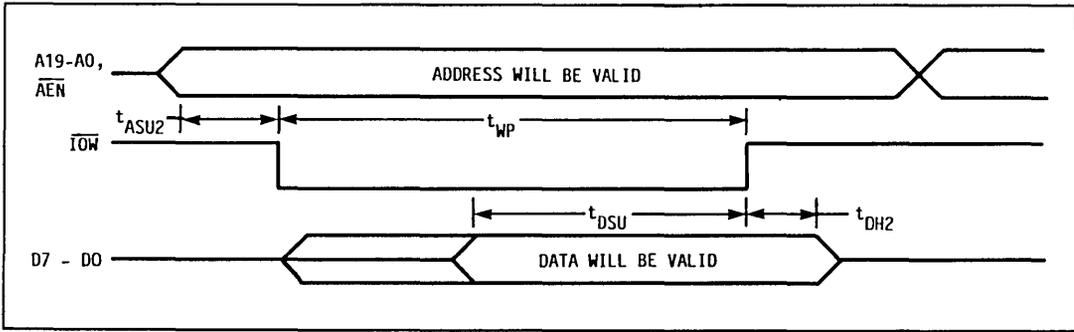 A19-A0,
AEN
ADDRESS WILL BE VALID
tASU2
tWP
IOW
tDSU
tDH2
D7 - D0
DATA WILL BE VALID